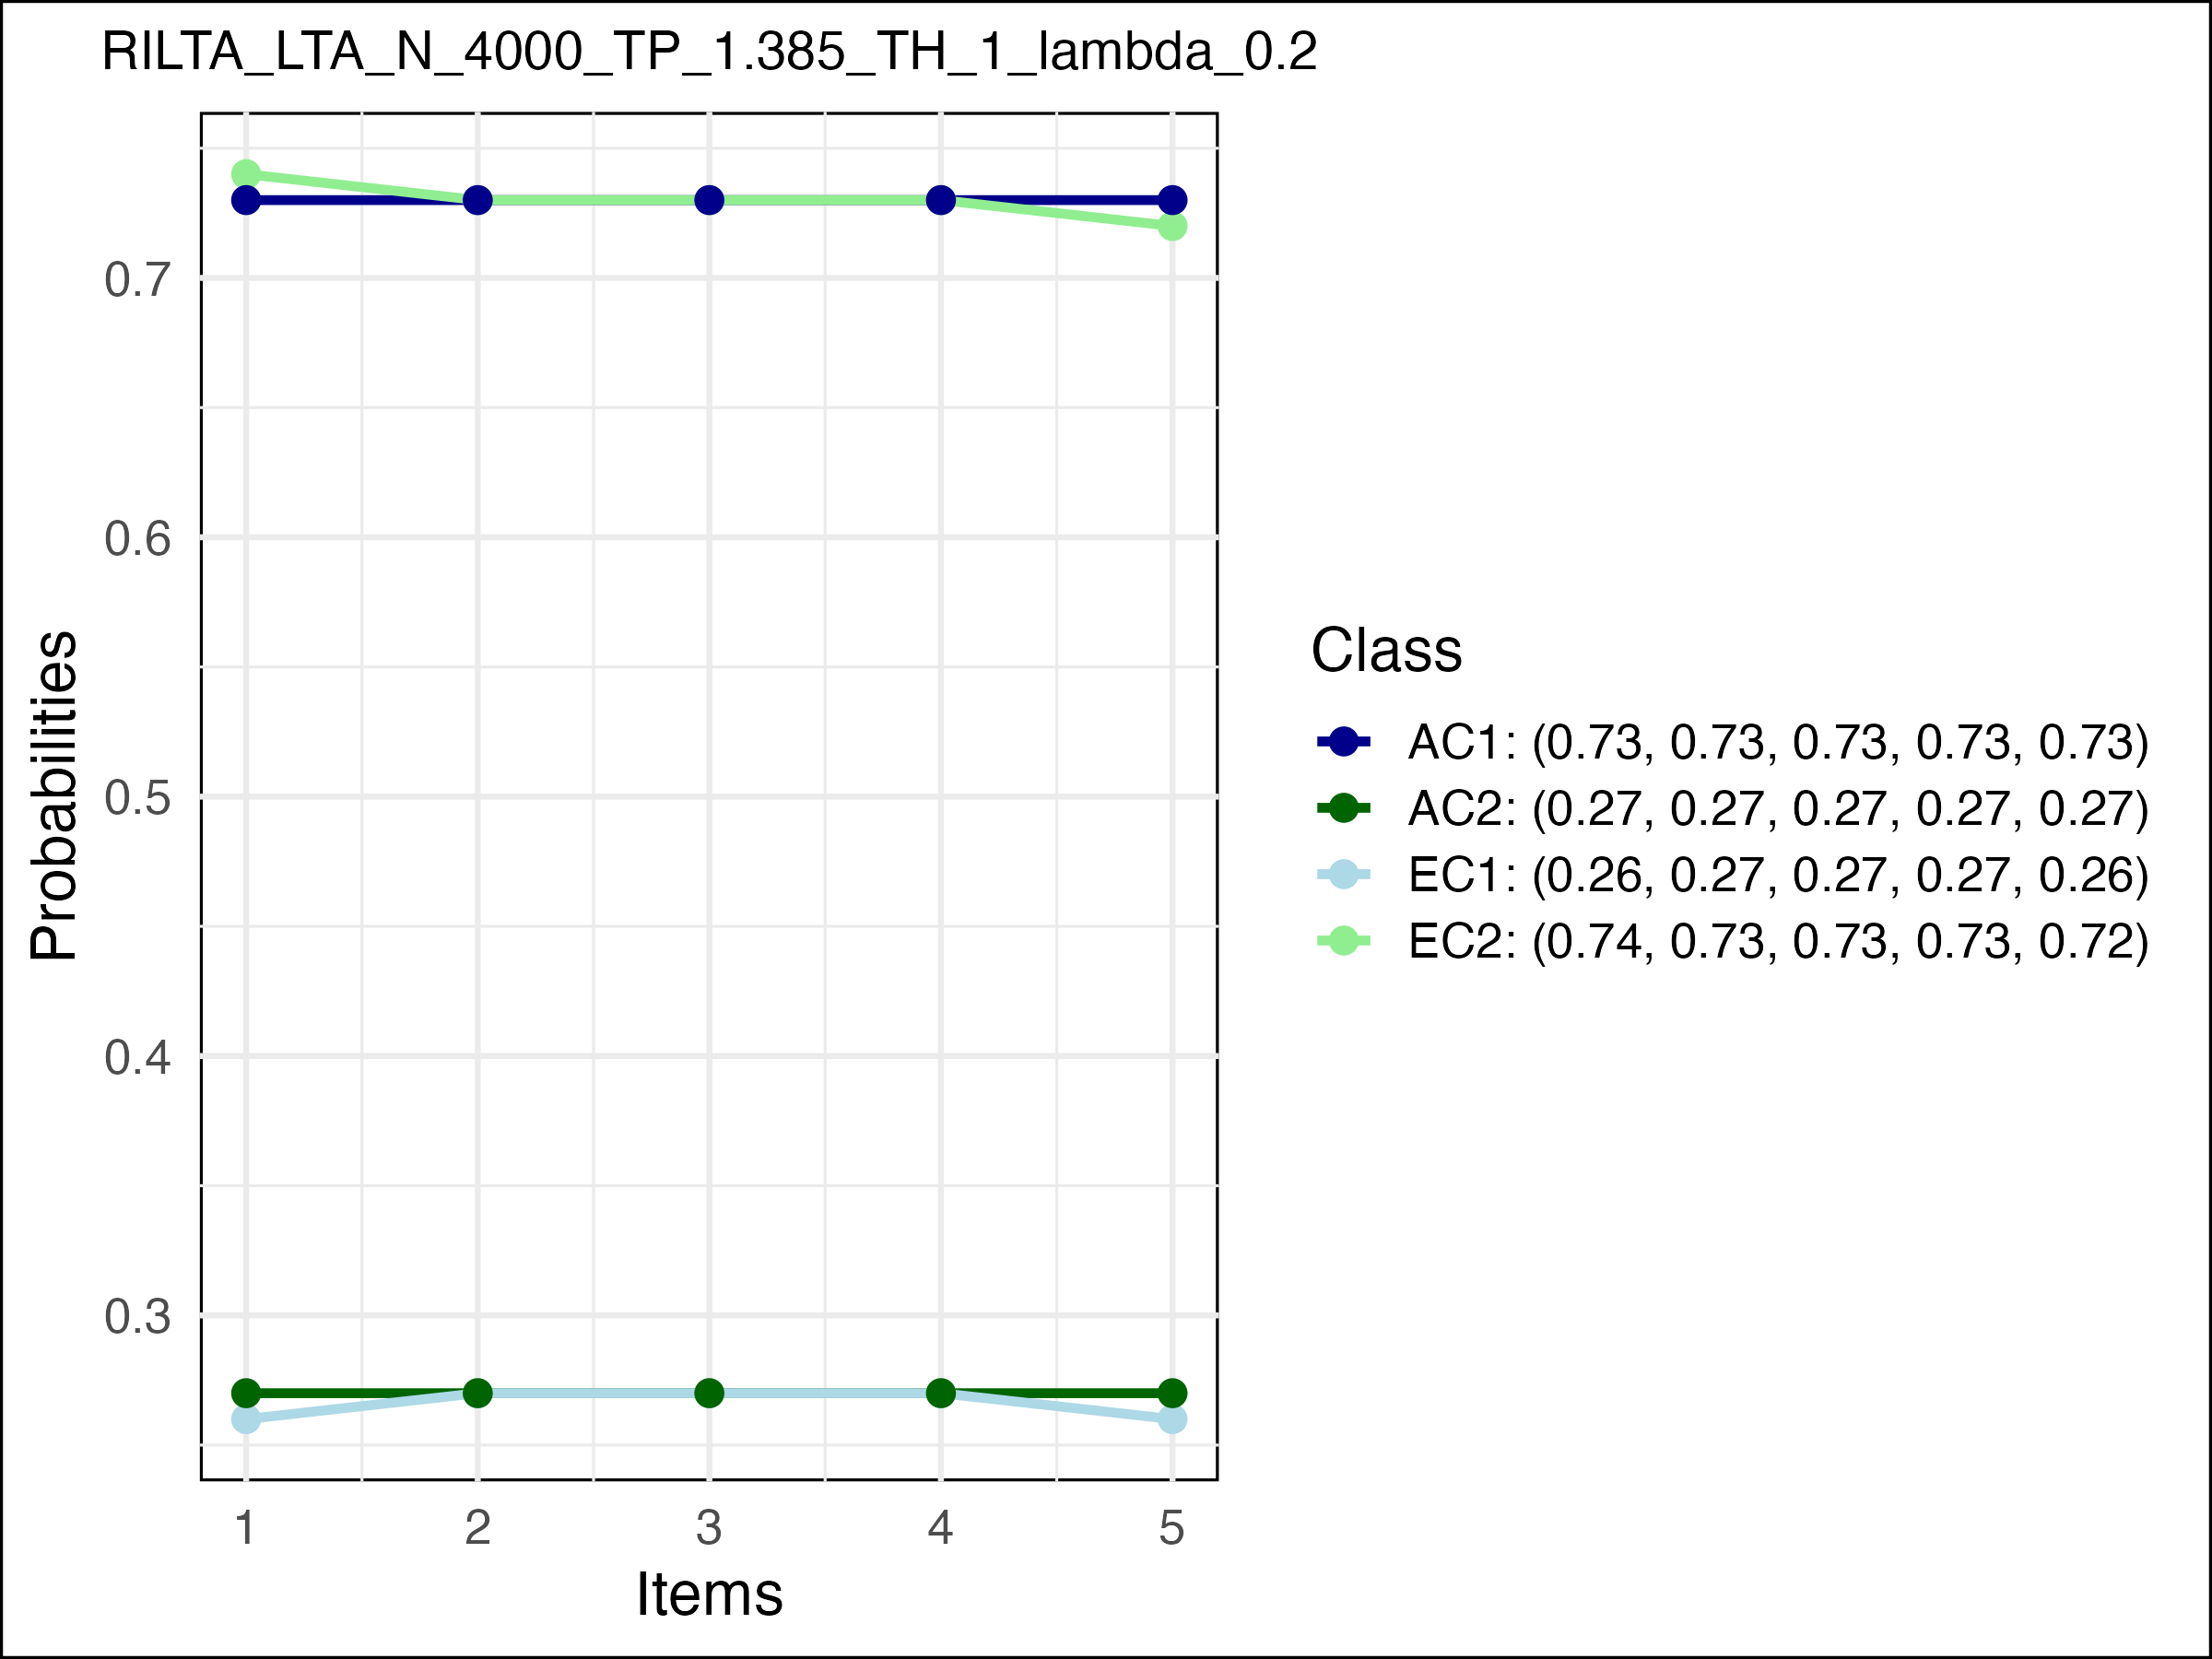 RILTA_LTA_N_4000_TP_1.385_TH_1_lambda_0.2
Probabilities
0.7
0.6
0.5
0.4
0.3
1 2 3 4 5
Items
Class
AC1: (0.73, 0.73, 0.73, 0.73, 0.73)
AC2: (0.27, 0.27, 0.27, 0.27, 0.27)
EC1: (0.26, 0.27, 0.27, 0.27, 0.26)
EC2: (0.74, 0.73, 0.73, 0.73, 0.72)